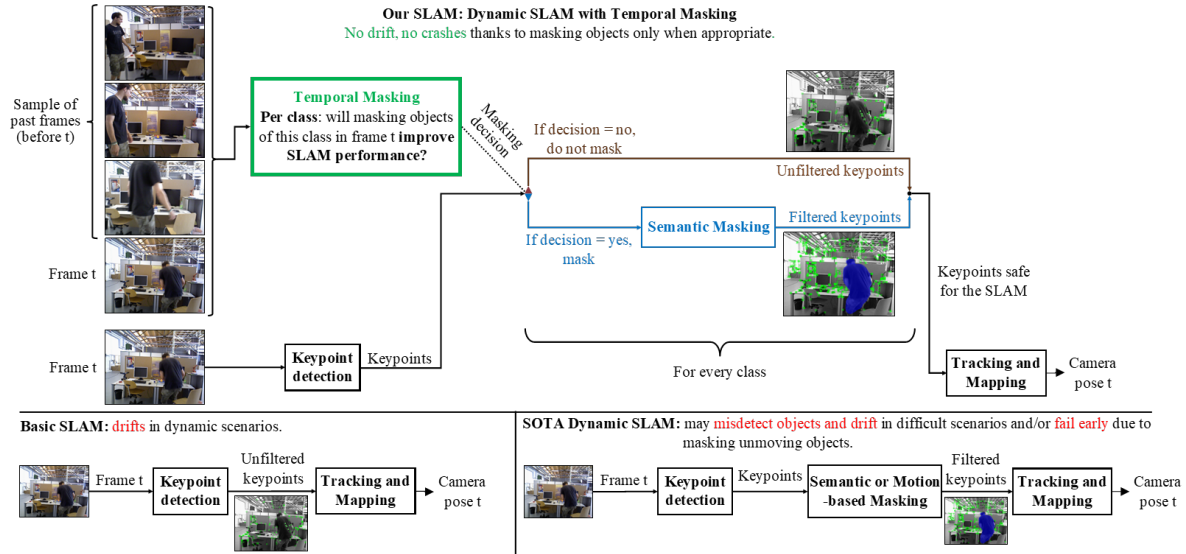 Our SLAM: Dynamic SLAM with Temporal Masking
No drift, no crashes thanks to masking objects only when appropriate.
Sample of
past frames
(before t)
Temporal Masking
Per class: will masking objects
of this class in frame t improve
SLAM performance?
Masking
decision
If decision = no,
do not mask
Unfiltered keypoints
If decision = yes,
mask
Semantic Masking
Filtered keypoints
Frame t
Keypoints safe
for the SLAM
Frame t
Keypoint
detection
Keypoints
For every class
Tracking and
Mapping
Camera
pose t
Basic SLAM: drifts in dynamic scenarios.
Frame t
Keypoint
detection
Unfiltered
keypoints
Tracking and
Mapping
Camera
pose t
SOTA Dynamic SLAM: may misdetect objects and drift in difficult scenarios and/or fail early due to
masking unmoving objects.
Frame t
Keypoint
detection
Keypoints
Semantic or Motion
-based Masking
Filtered
keypoints
Tracking and
Mapping
Camera
pose t